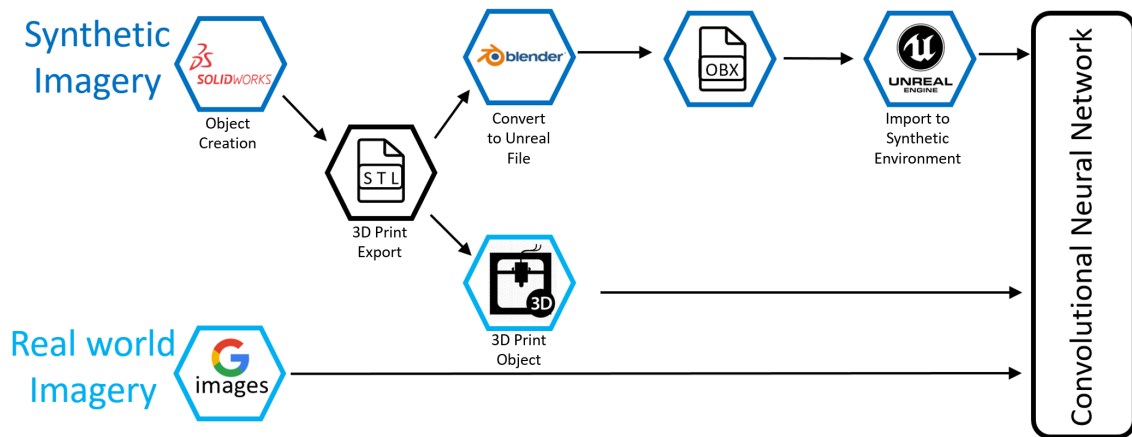 Synthetic
Imagery
SOLIDWORKS
Object
Creation
STL
3D Print
Export
blender
Convert
to Unreal
File
OBX
UNREAL
ENGINE
Import to
Synthetic
Environment
3D
3D Print
Object
Real world
Imagery
G
images
Convolutional Neural Network